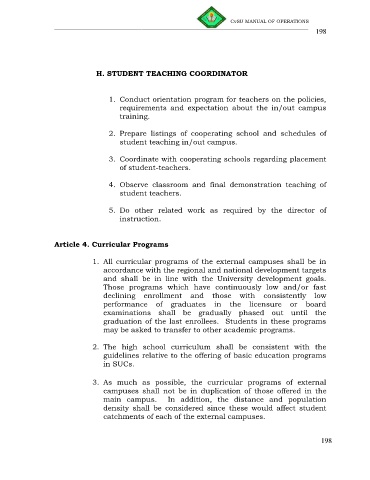 CvSU MANUAL OF OPERATIONS
198
H. STUDENT TEACHING COORDINATOR
1. Conduct orientation program for teachers on the policies,
requirements and expectation about the in/out campus
training.
2. Prepare listings of cooperating school and schedules of
student teaching in/out campus.
3. Coordinate with cooperating schools regarding placement
of student-teachers.
4. Observe classroom and final demonstration teaching of
student teachers.
5. Do other related work as required by the director of
instruction.
Article 4. Curricular Programs
1. All curricular programs of the external campuses shall be in
accordance with the regional and national development targets
and shall be in line with the University development goals.
Those programs which have continuously low and/or fast
declining enrollment and those with consistently low
performance of graduates in the licensure or board
examinations shall be gradually phased out until the
graduation of the last enrollees. Students in these programs
may be asked to transfer to other academic programs.
2. The high school curriculum shall be consistent with the
guidelines relative to the offering of basic education programs
in SUCs.
3. As much as possible, the curricular programs of external
campuses shall not be in duplication of those offered in the
main campus. In addition, the distance and population
density shall be considered since these would affect student
catchments of each of the external campuses.
198